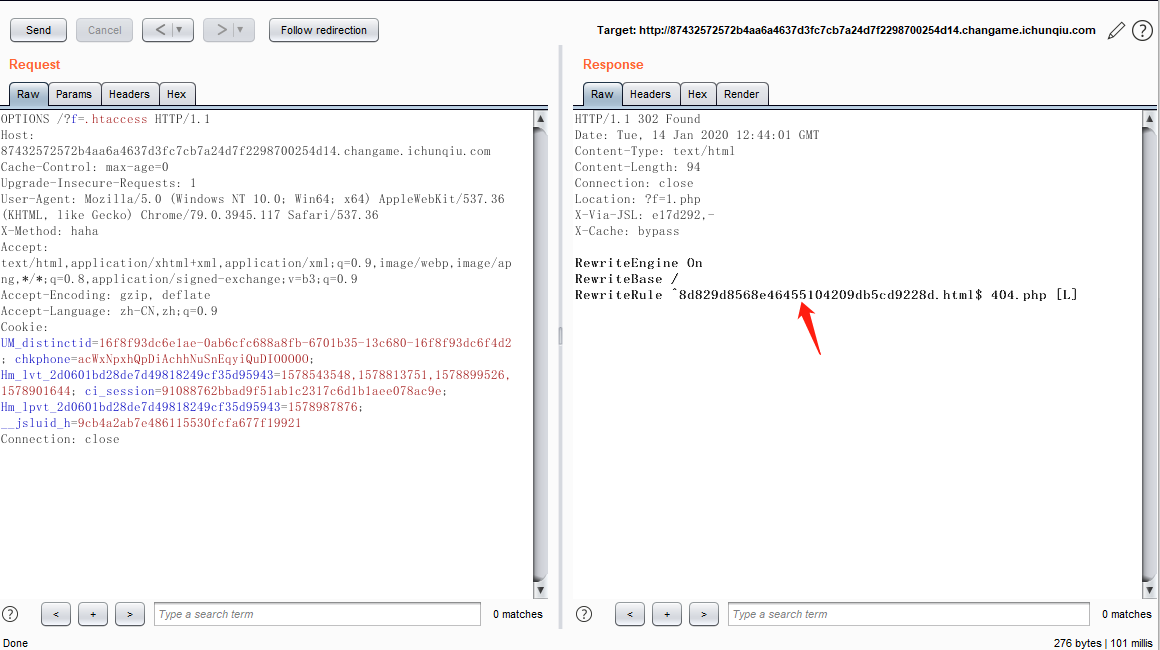 Send
Cancel
<
>
Follow redirection
Target: http://87432572572b4aa6a4637d3fc7cb7a24d7f2298700254d14.changame.ichunqiu.com
?
Request
Raw
Params
Headers
Hex
OPTIONS /?f=.htaccess HTTP/1.1
Host:
87432572572b4aa6a4637d3fc7cb7a24d7f2298700254d14.changame.ichunqiu.com
Cache-Control: max-age=0
Upgrade-Insecure-Requests: 1
User-Agent: Mozilla/5.0 (Windows NT 10.0; Win64; x64) AppleWebKit/537.36
(KHTML, like Gecko) Chrome/79.0.3945.117 Safari/537.36
X-Method: haha
Accept:
text/html,application/xhtml+xml,application/xml;q=0.9,image/webp,image/ap
ng,*/*;q=0.8,application/signed-exchange;v=b3;q=0.9
Accept-Encoding: gzip, deflate
Accept-Language: zh-CN,zh;q=0.9
Cookie:
UM_distinctid=16f8f93dc6e1ae-0ab6cfc688a8fb-6701b35-13c680-16f8f93dc6f4d2
; chkphone=acWxNpxhQpDiAchhNuSnEqyiQuDIO0O0O;
Hm_lvt_2d0601bd28de7d49818249cf35d95943=1578543548,1578813751,1578899526,
1578901644; ci_session=91088762bbad9f51ab1c2317c6d1b1aee078ac9e;
Hm_lpvt_2d0601bd28de7d49818249cf35d95943=1578987876;
__jsluid_h=9cb4a2ab7e486115530fcfa677f19921
Connection: close
Response
Raw
Headers
Hex
Render
HTTP/1.1 302 Found
Date: Tue, 14 Jan 2020 12:44:01 GMT
Content-Type: text/html
Content-Length: 94
Connection: close
Location: ?f=1.php
X-Via-JSL: e17d292,-
X-Cache: bypass
RewriteEngine On
RewriteBase /
RewriteRule ^8d829d8568e46455104209db5cd9228d.html$ 404.php [L]
?
<
+
>
Type a search term
0 matches
?
<
+
>
Type a search term
0 matches
Done
276 bytes | 101 millis